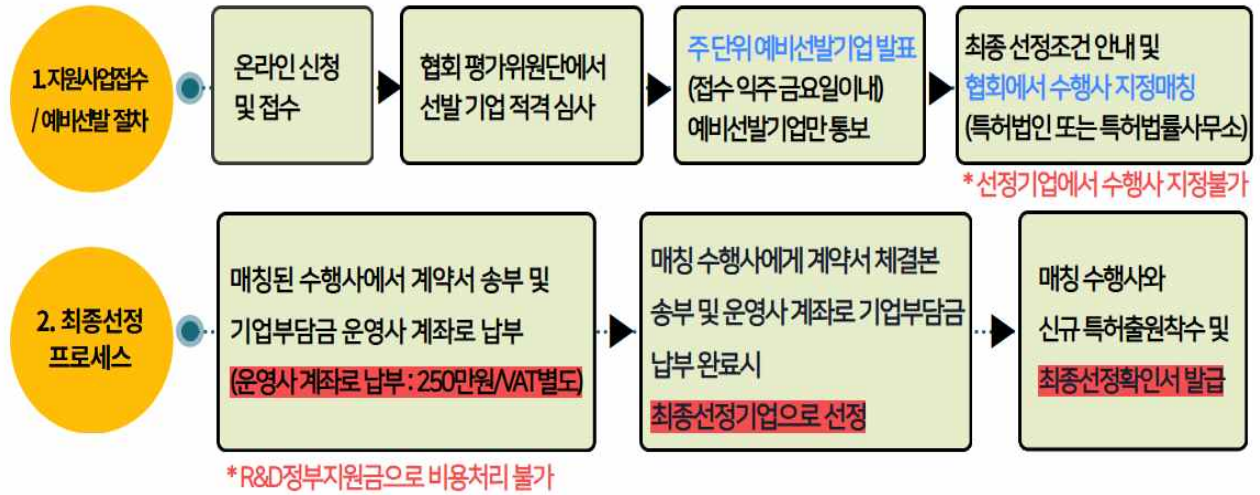 1.지원사업접수
/ 예비선발 절차
온라인 신청
및 접수
협회 평가위원단에서
선발 기업 적격 심사
주 단위 예비선발기업 발표
(접수 익주 금요일이내)
예비선발기업만 통보
최종 선정조건 안내 및
협회에서 수행사 지정매칭
(특허법인 또는 특허법률사무소)
* 선정기업에서 수행사 지정불가
2. 최종선정
프로세스
매칭된 수행사에서 계약서 송부 및
기업부담금 운영사 계좌로 납부
(운영사 계좌로 납부 : 250만원/VAT별도)
* R&D정부지원금으로 비용처리 불가
매칭 수행사에게 계약서 체결본
송부 및 운영사 계좌로 기업부담금
납부 완료시
최종선정기업으로 선정
매칭 수행사와
신규 특허출원착수 및
최종선정확인서 발급